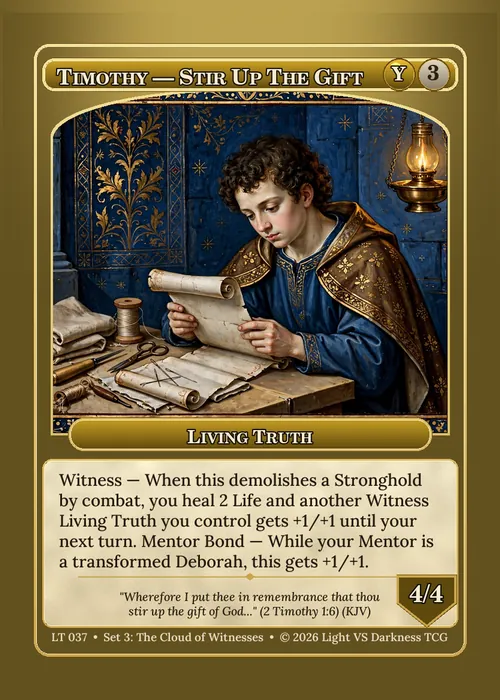 Timothy — Stir Up The Gift Y 3
Living Truth
Witness — When this demolishes a Stronghold
by combat, you heal 2 Life and another Witness
Living Truth you control gets +1/+1 until your
next turn. Mentor Bond — While your Mentor is
a transformed Deborah, this gets +1/+1.
"Wherefore I put thee in remembrance that thou
stir up the gift of God..." (2 Timothy 1:6) (KJV)
4/4
LT 037 • Set 3: The Cloud of Witnesses • © 2026 Light VS Darkness TCG